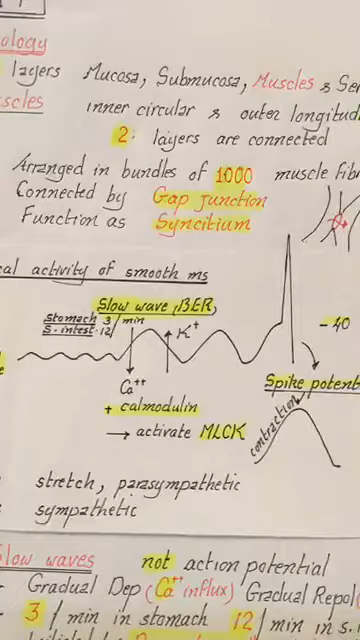 ology
layers Mucosa, Submucosa, Muscles & Se
scles inner circular & outer longitud
2 layers are connected
Arranged in bundles of 1000 muscle fib
Connected by Gap junction
Function as Syncitium
cal activity of smooth ms
Slow wave, BER,
Stomach 3/min
S.intest. 12/
K+
-40
Ca++
Spike potent
+ calmodulin
→ activate MLCK
contraction
stretch, parasympathetic
sympathetic
Slow waves not action potential
- Gradual Dep (Ca++ influx) Gradual Repol(
- 3/min in stomach 12/min in s.